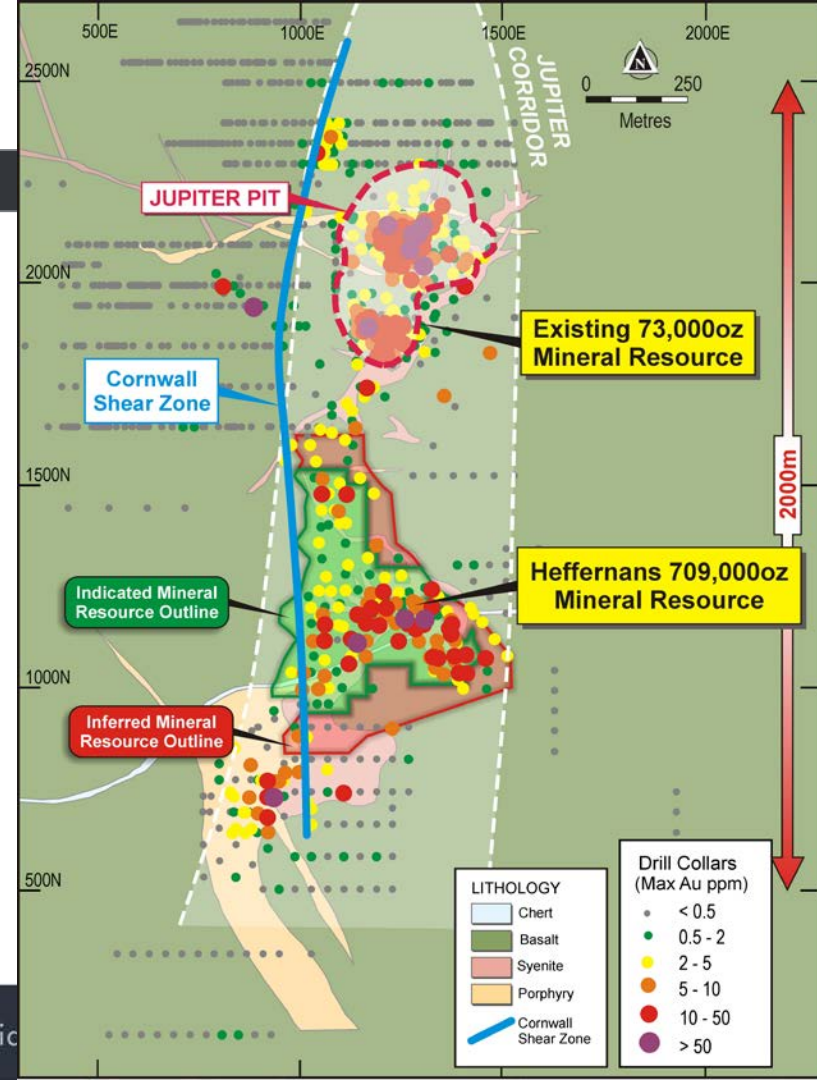 500E
1000E
1500E
2000E
2500N
2000N
1500N
1000N
500N
N
0 250
Metres
JUPITER
CORRIDOR
JUPITER PIT
Existing 73,000oz
Mineral Resource
Cornwall
Shear Zone
2000m
Heffernans 709,000oz
Mineral Resource
Indicated Mineral
Resource Outline
Inferred Mineral
Resource Outline
LITHOLOGY
Chert
Basalt
Syenite
Porphyry
Cornwall
Shear Zone
Drill Collars
(Max Au ppm)
< 0.5
0.5 - 2
2 - 5
5 - 10
10 - 50
> 50